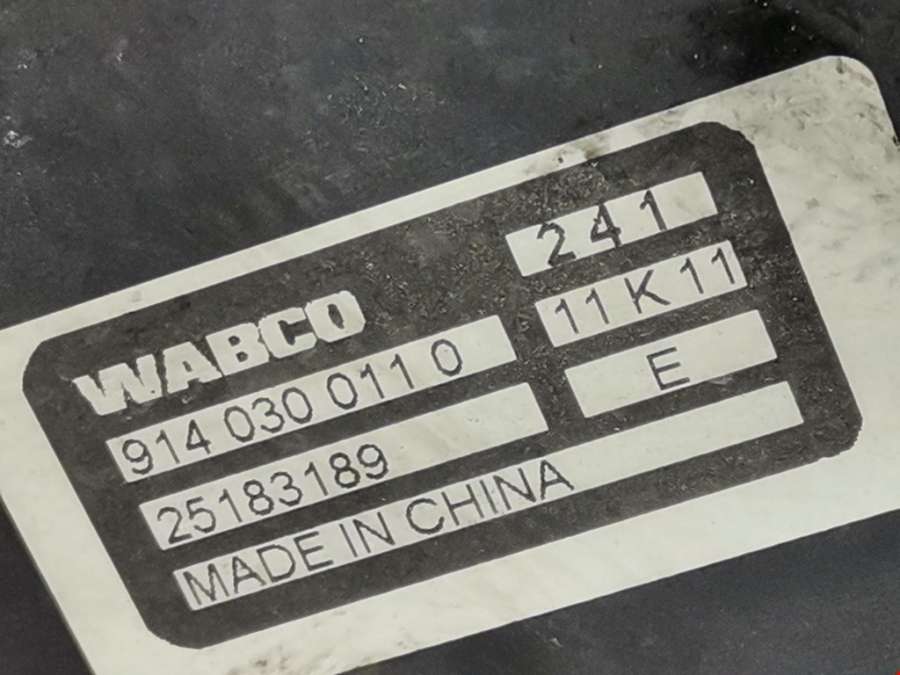 241
11 K 11
E
WABCO
914 030 011 0
25183189
MADE IN CHINA